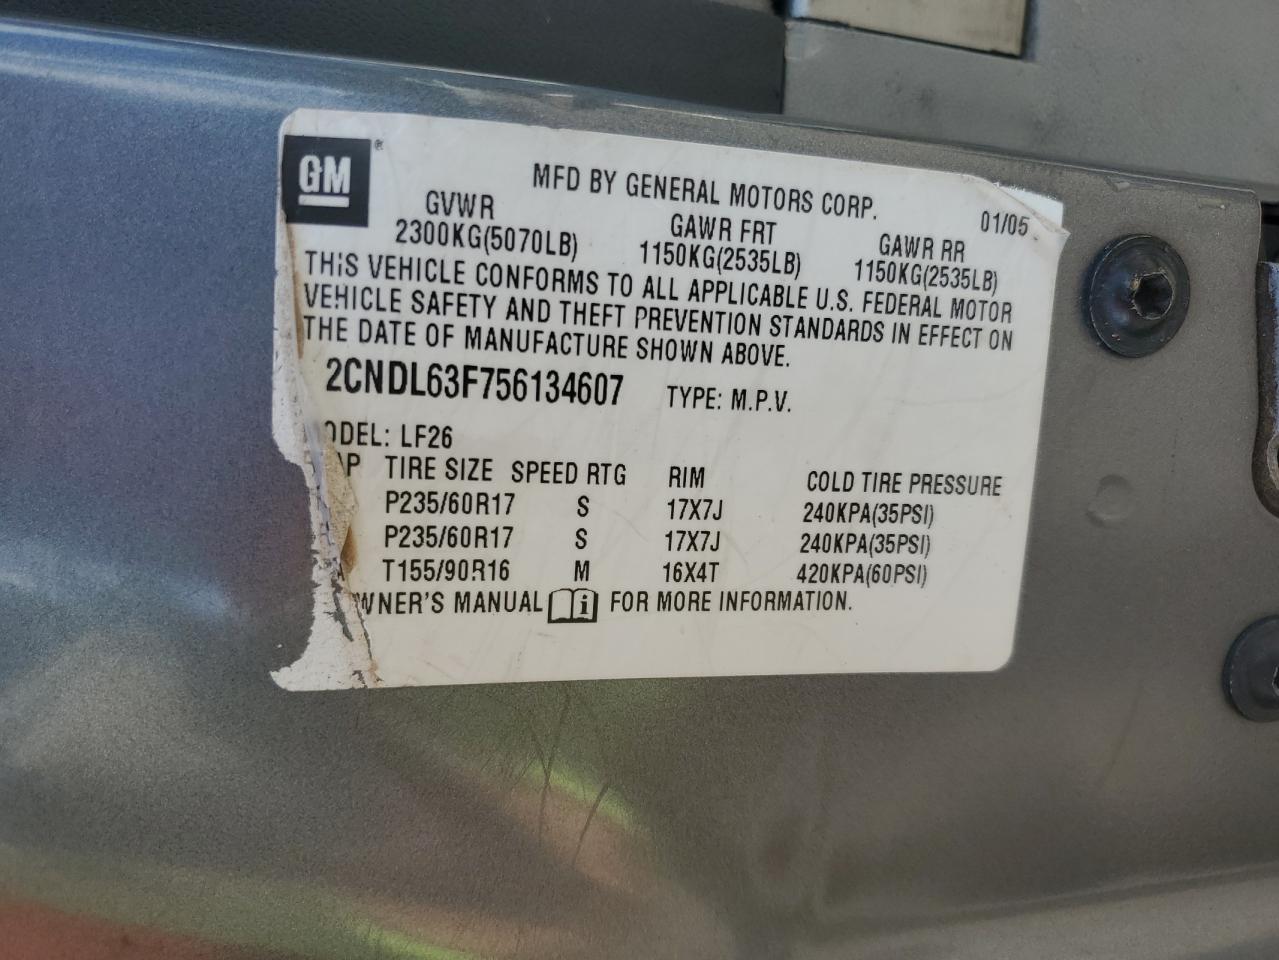 GM®
MFD BY GENERAL MOTORS CORP. 01/05
GVWR GAWR FRT GAWR RR
2300KG(5070LB) 1150KG(2535LB) 1150KG(2535LB)
THIS VEHICLE CONFORMS TO ALL APPLICABLE U.S. FEDERAL MOTOR
VEHICLE SAFETY AND THEFT PREVENTION STANDARDS IN EFFECT ON
THE DATE OF MANUFACTURE SHOWN ABOVE.
2CNDL63F756134607 TYPE: M.P.V.
ODEL: LF26
TIRE SIZE SPEED RTG RIM COLD TIRE PRESSURE
P235/60R17 S 17X7J 240KPA(35PSI)
P235/60R17 S 17X7J 240KPA(35PSI)
T155/90R16 M 16X4T 420KPA(60PSI)
WNER'S MANUAL i FOR MORE INFORMATION.